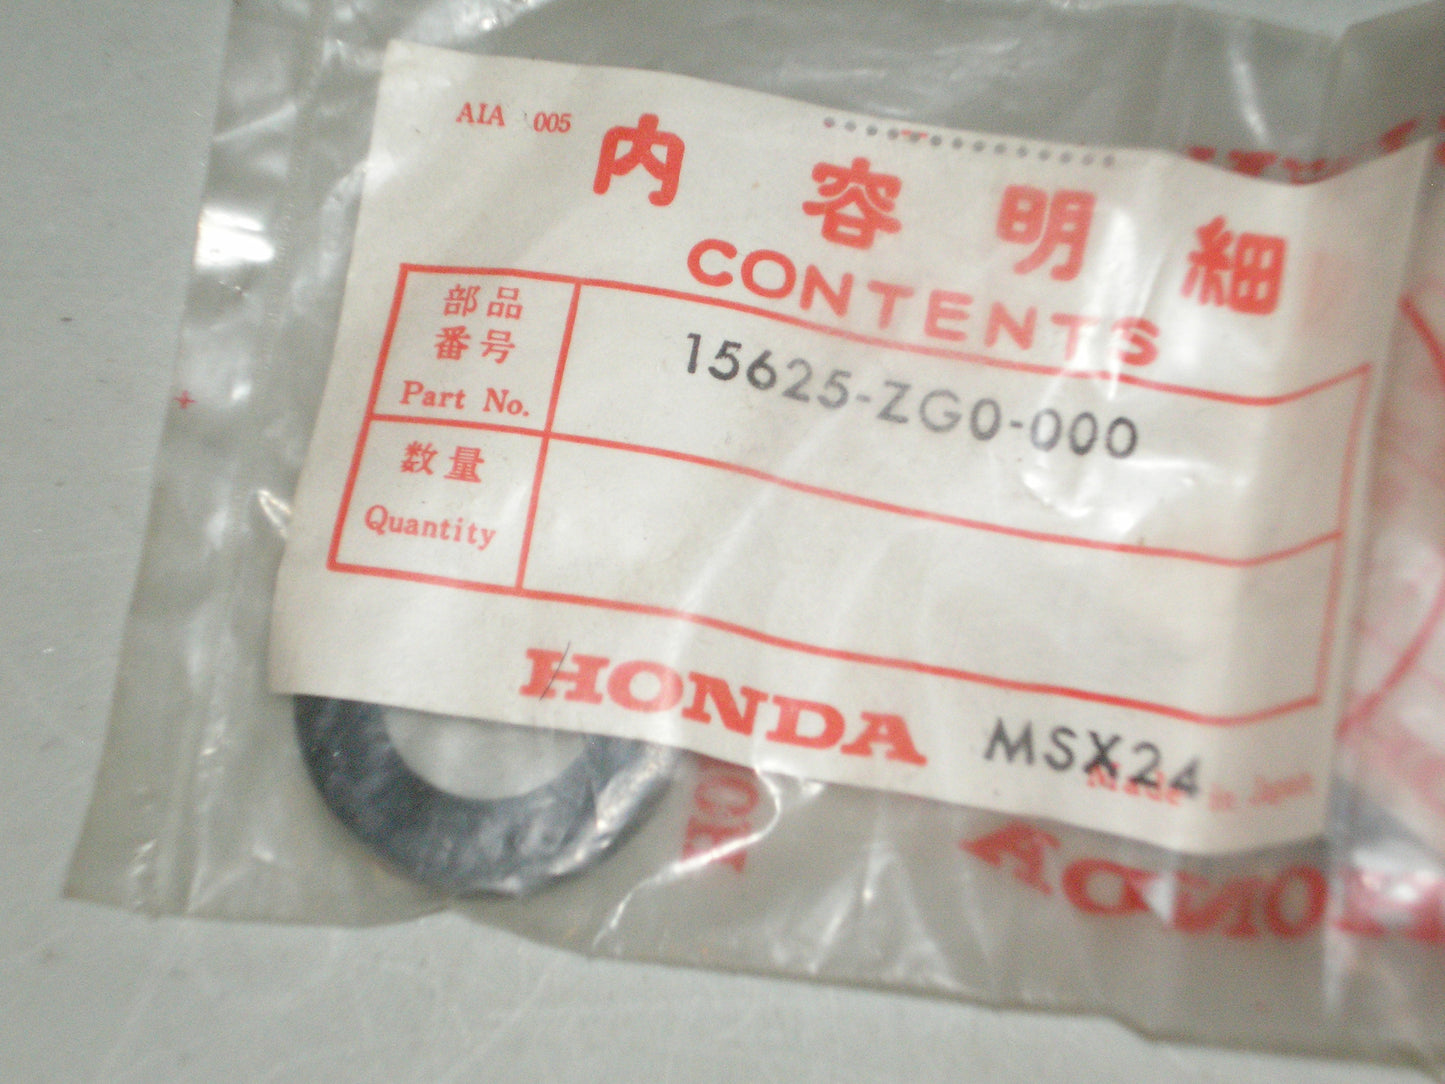 AIA 005
内容明細
CONTENTS
部品
番号
Part No.
15625-ZG0-000
数量
Quantity
HONDA
MSX24
Made in Japan
HONDA